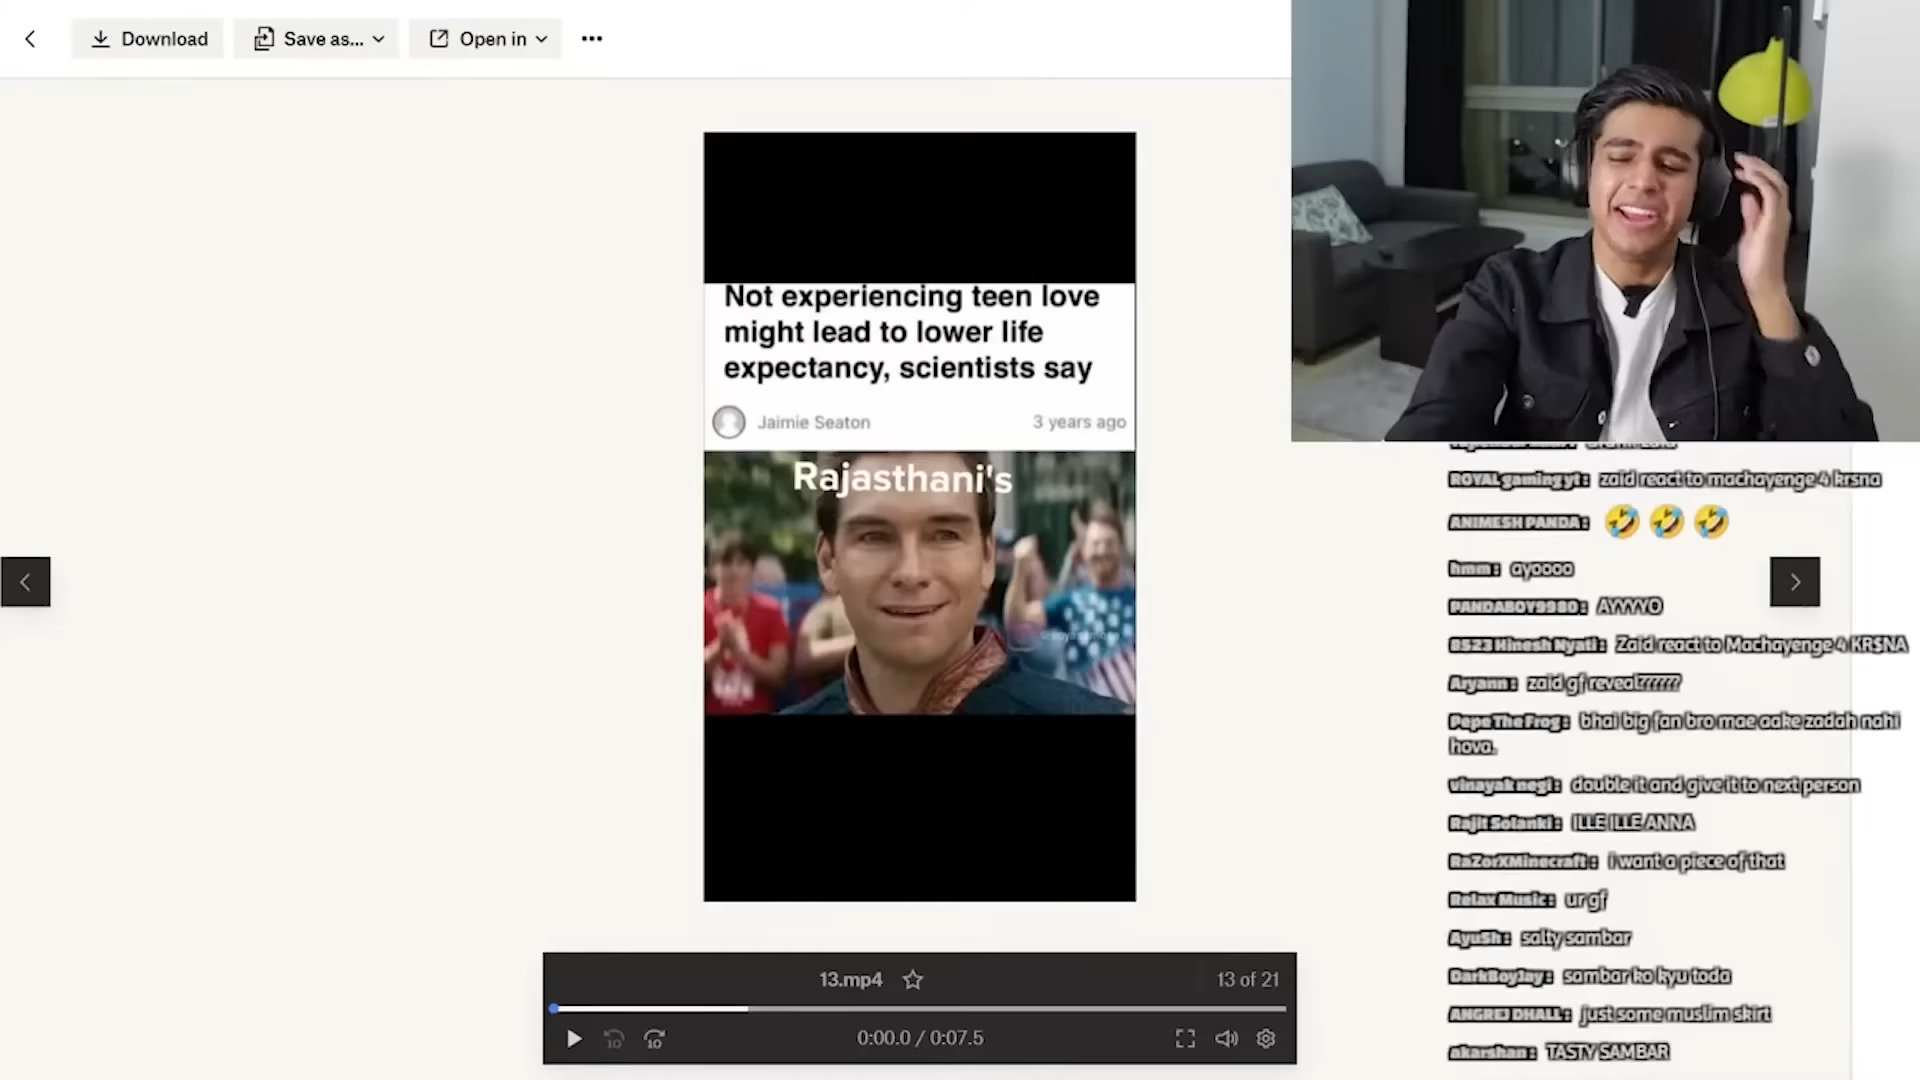 Download
Save as...
Open in
Not experiencing teen love
might lead to lower life
expectancy, scientists say
Jaimie Seaton
3 years ago
Rajasthani's
ROYAL gaming yt: zaid react to machayenge 4 krsna
ANIMESH PANDA: 🤣 🤣 🤣
hmm: ayoooo
PANDABOY9980: AYYYYO
8523 Hinesh Nyati: Zaid react to Machayenge 4 KR$NA
Aryann: zaid gf reveal??????
Pepe The Frog: bhai big fan bro mae aake zadah nahi
hova.
vinayak negi: double it and give it to next person
Rajit Solanki: ILLE ILLE ANNA
RaZorXMinecraft: i want a piece of that
Relax Music: ur gf
AyuSh: salty sambar
DarkBoyJay: sambar ko kyu toda
ANGREJ DHALL: just some muslim skirt
akarshan: TASTY SAMBAR
13.mp4
13 of 21
10
10
0:00.0 / 0:07.5